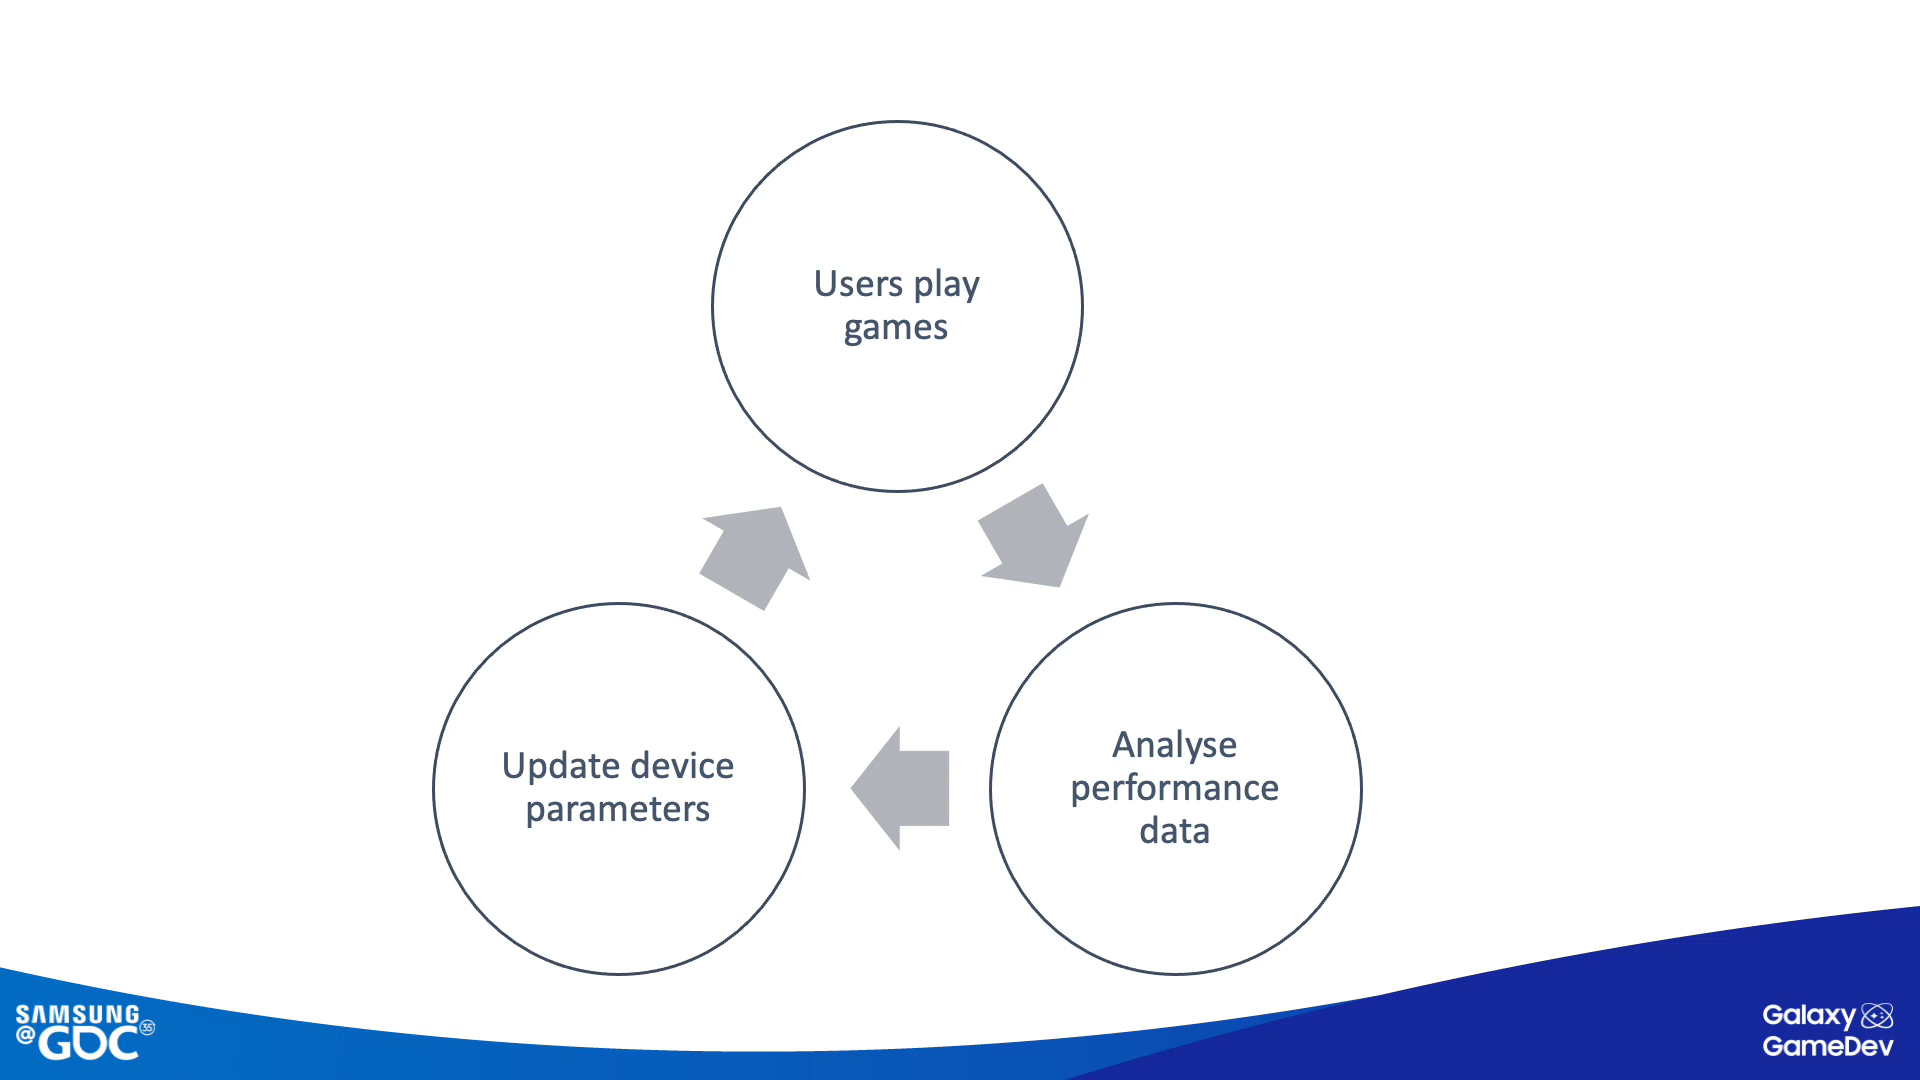 Users play
games
Update device
parameters
Analyse
performance
data
SAMSUNG
@GDC 35
Galaxy
GameDev